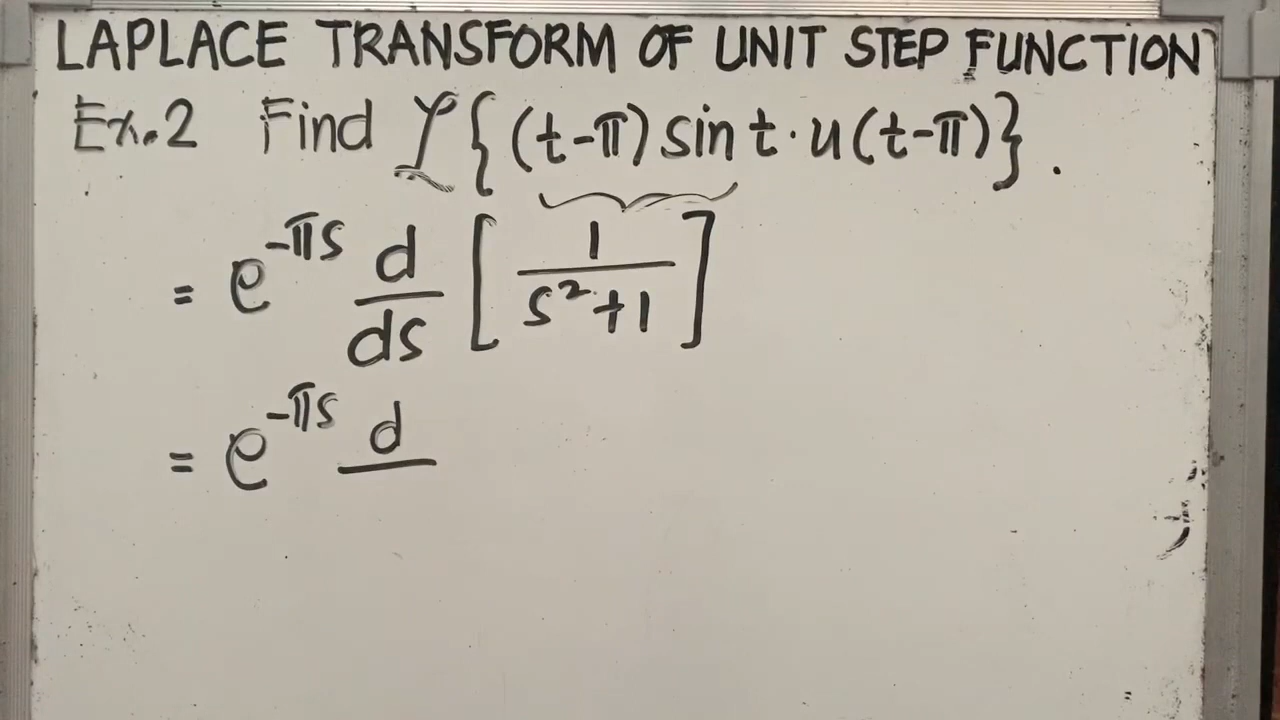 LAPLACE TRANSFORM OF UNIT STEP FUNCTION
Ex.2 Find ℒ{(t-π) sin t · u(t-π)}.
= e^{-πs} d/ds [1/(s²+1)]
= e^{-πs} d/